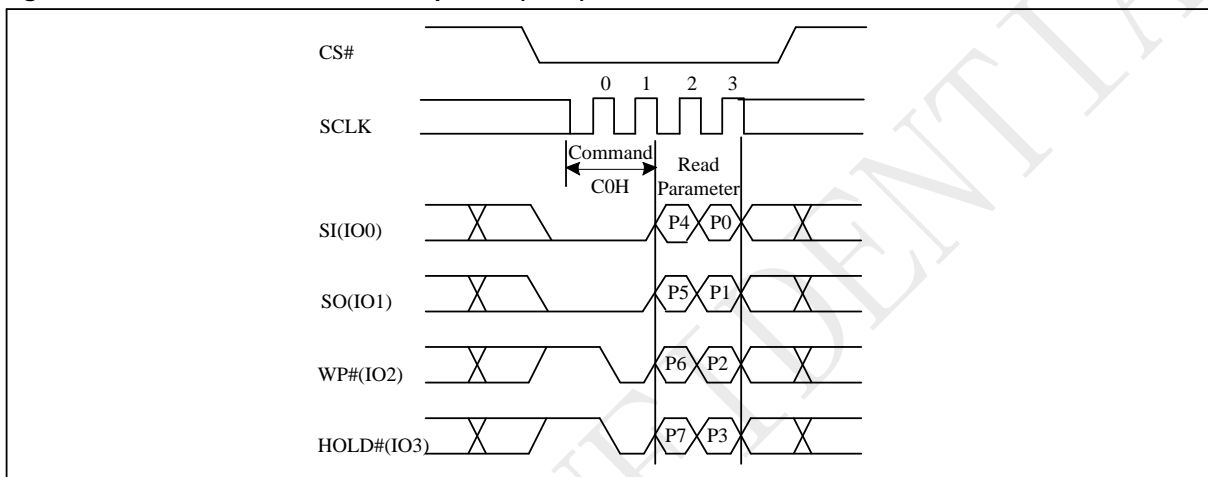 CS#
0 1 2 3
SCLK
Command
C0H
Read
Parameter
SI(IO0)
P4 P0
SO(IO1)
P5 P1
WP#(IO2)
P6 P2
HOLD#(IO3)
P7 P3